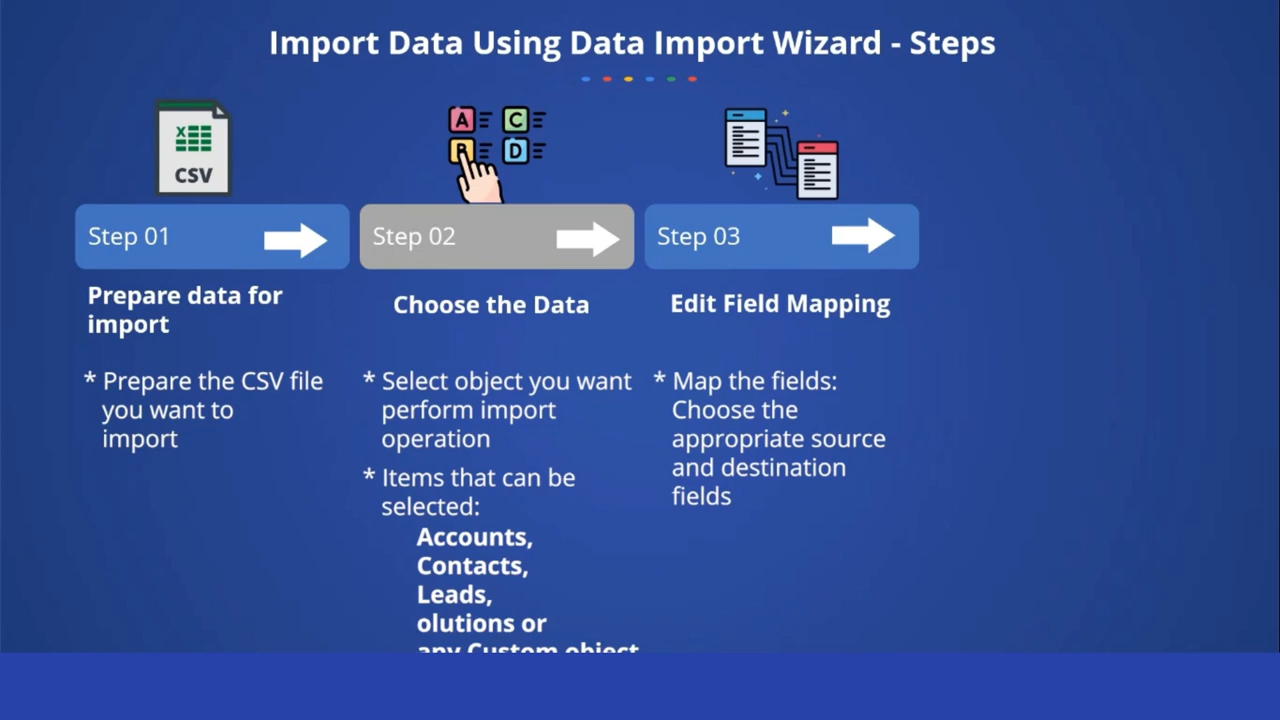 Import Data Using Data Import Wizard - Steps
CSV
A
C
B
D
Step 01
Step 02
Step 03
Prepare data for
import
Choose the Data
Edit Field Mapping
* Prepare the CSV file
you want to
import
* Select object you want
perform import
operation
* Items that can be
selected:
Accounts,
Contacts,
Leads,
olutions or
any Custom object
* Map the fields:
Choose the
appropriate source
and destination
fields